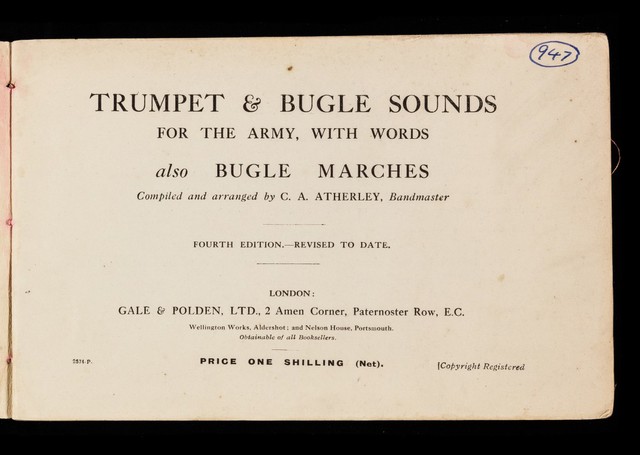 947
TRUMPET & BUGLE SOUNDS
FOR THE ARMY, WITH WORDS
also BUGLE MARCHES
Compiled and arranged by C. A. ATHERLEY, Bandmaster
FOURTH EDITION.—REVISED TO DATE.
LONDON:
GALE & POLDEN, LTD., 2 Amen Corner, Paternoster Row, E.C.
Wellington Works, Aldershot; and Nelson House, Portsmouth.
Obtainable of all Booksellers.
PRICE ONE SHILLING (Net).
[Copyright Registered